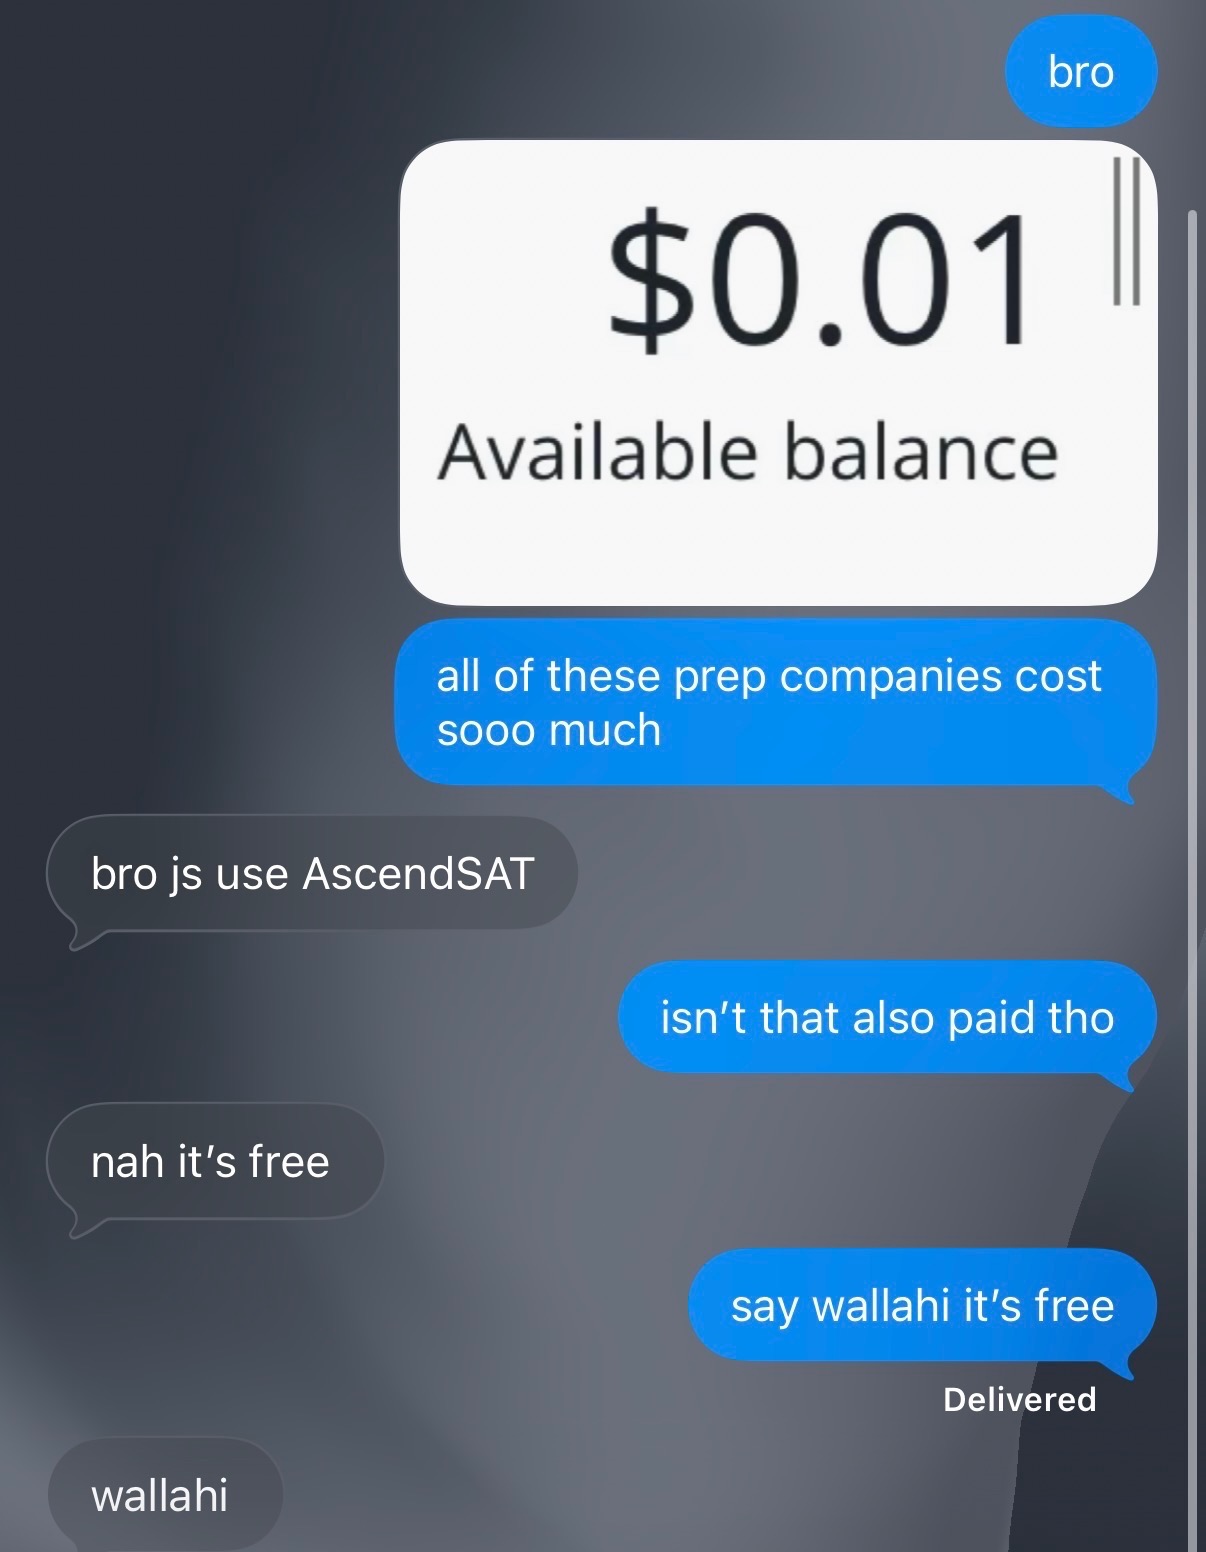 bro
$0.01
Available balance
all of these prep companies cost
sooo much
bro js use AscendSAT
isn’t that also paid tho
nah it’s free
say wallahi it’s free
Delivered
wallahi